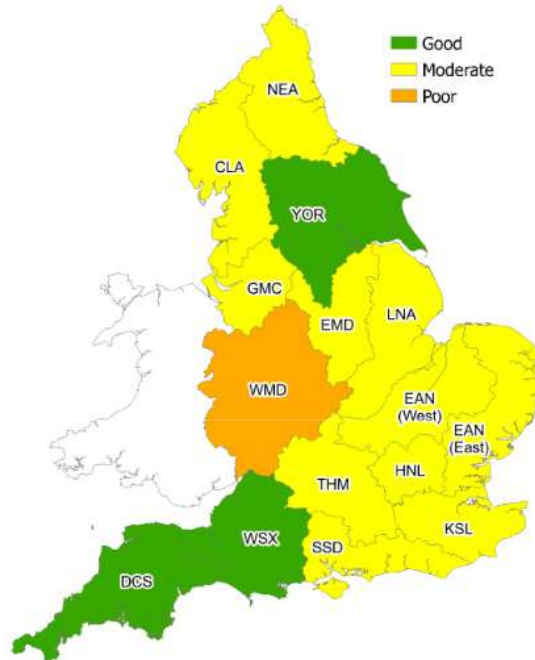 Good
Moderate
Poor
NEA
CLA
YOR
GMC
EMD
LNA
WMD
EAN
(West)
EAN
(East)
HNL
THM
WSX
SSD
KSL
DCS